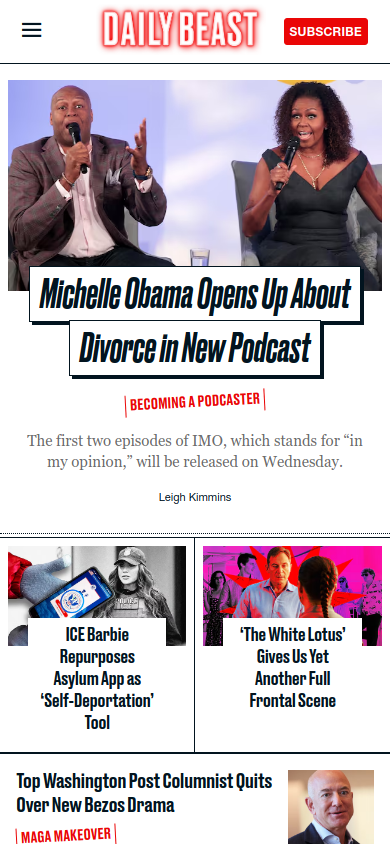 DAILY BEAST
SUBSCRIBE
Michelle Obama Opens Up About
Divorce in New Podcast
BECOMING A PODCASTER
The first two episodes of IMO, which stands for “in
my opinion,” will be released on Wednesday.
Leigh Kimmins
ICE Barbie
Repurposes
Asylum App as
‘Self-Deportation’
Tool
‘The White Lotus’
Gives Us Yet
Another Full
Frontal Scene
Top Washington Post Columnist Quits
Over New Bezos Drama
MAGA MAKEOVER